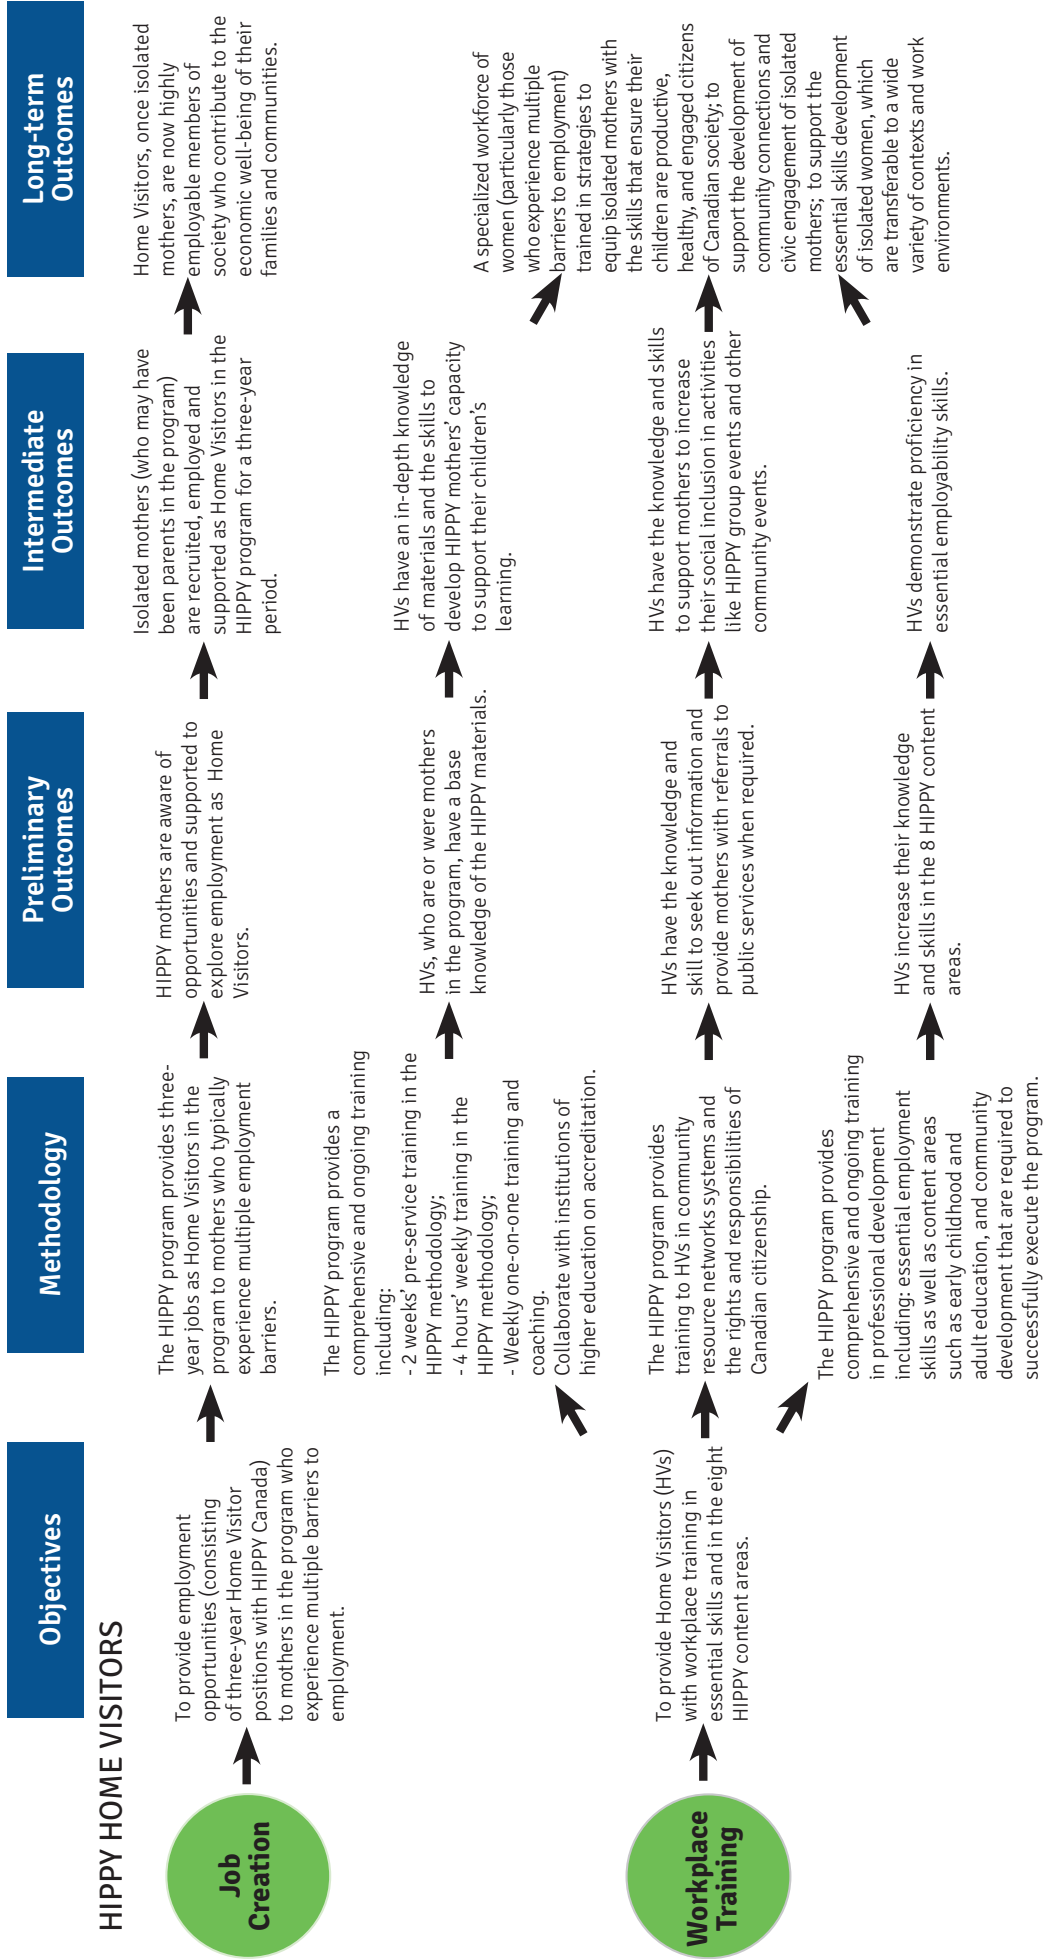 HIPPY HOME VISITORS
Objectives
Methodology
Preliminary
Outcomes
Intermediate
Outcomes
Long-term
Outcomes
Job
Creation
To provide employment
opportunities (consisting
of three-year Home Visitor
positions with HIPPY Canada)
to mothers in the program who
experience multiple barriers to
employment.
The HIPPY program provides three-
year jobs as Home Visitors in the
program to mothers who typically
experience multiple employment
barriers.
HIPPY mothers are aware of
opportunities and supported to
explore employment as Home
Visitors.
Isolated mothers (who may have
been parents in the program)
are recruited, employed and
supported as Home Visitors in the
HIPPY program for a three-year
period.
Home Visitors, once isolated
mothers, are now highly
employable members of
society who contribute to the
economic well-being of their
families and communities.
Workplace
Training
To provide Home Visitors (HVs)
with workplace training in
essential skills and in the eight
HIPPY content areas.
The HIPPY program provides a
comprehensive and ongoing training
including:
- 2 weeks' pre-service training in the
HIPPY methodology;
- 4 hours' weekly training in the
HIPPY methodology;
- Weekly one-on-one training and
coaching.
Collaborate with institutions of
higher education on accreditation.
HVs, who are or were mothers
in the program, have a base
knowledge of the HIPPY materials.
HVs have an in-depth knowledge
of materials and the skills to
develop HIPPY mothers' capacity
to support their children's
learning.
The HIPPY program provides
training to HVs in community
resource networks systems and
the rights and responsibilities of
Canadian citizenship.
HVs have the knowledge and
skill to seek out information and
provide mothers with referrals to
public services when required.
HVs have the knowledge and skills
to support mothers to increase
their social inclusion in activities
like HIPPY group events and other
community events.
The HIPPY program provides
comprehensive and ongoing training
in professional development
including: essential employment
skills as well as content areas
such as early childhood and
adult education, and community
development that are required to
successfully execute the program.
HVs increase their knowledge
and skills in the 8 HIPPY content
areas.
HVs demonstrate proficiency in
essential employability skills.
A specialized workforce of
women (particularly those
who experience multiple
barriers to employment)
trained in strategies to
equip isolated mothers with
the skills that ensure their
children are productive,
healthy, and engaged citizens
of Canadian society; to
support the development of
community connections and
civic engagement of isolated
mothers; to support the
essential skills development
of isolated women, which
are transferable to a wide
variety of contexts and work
environments.